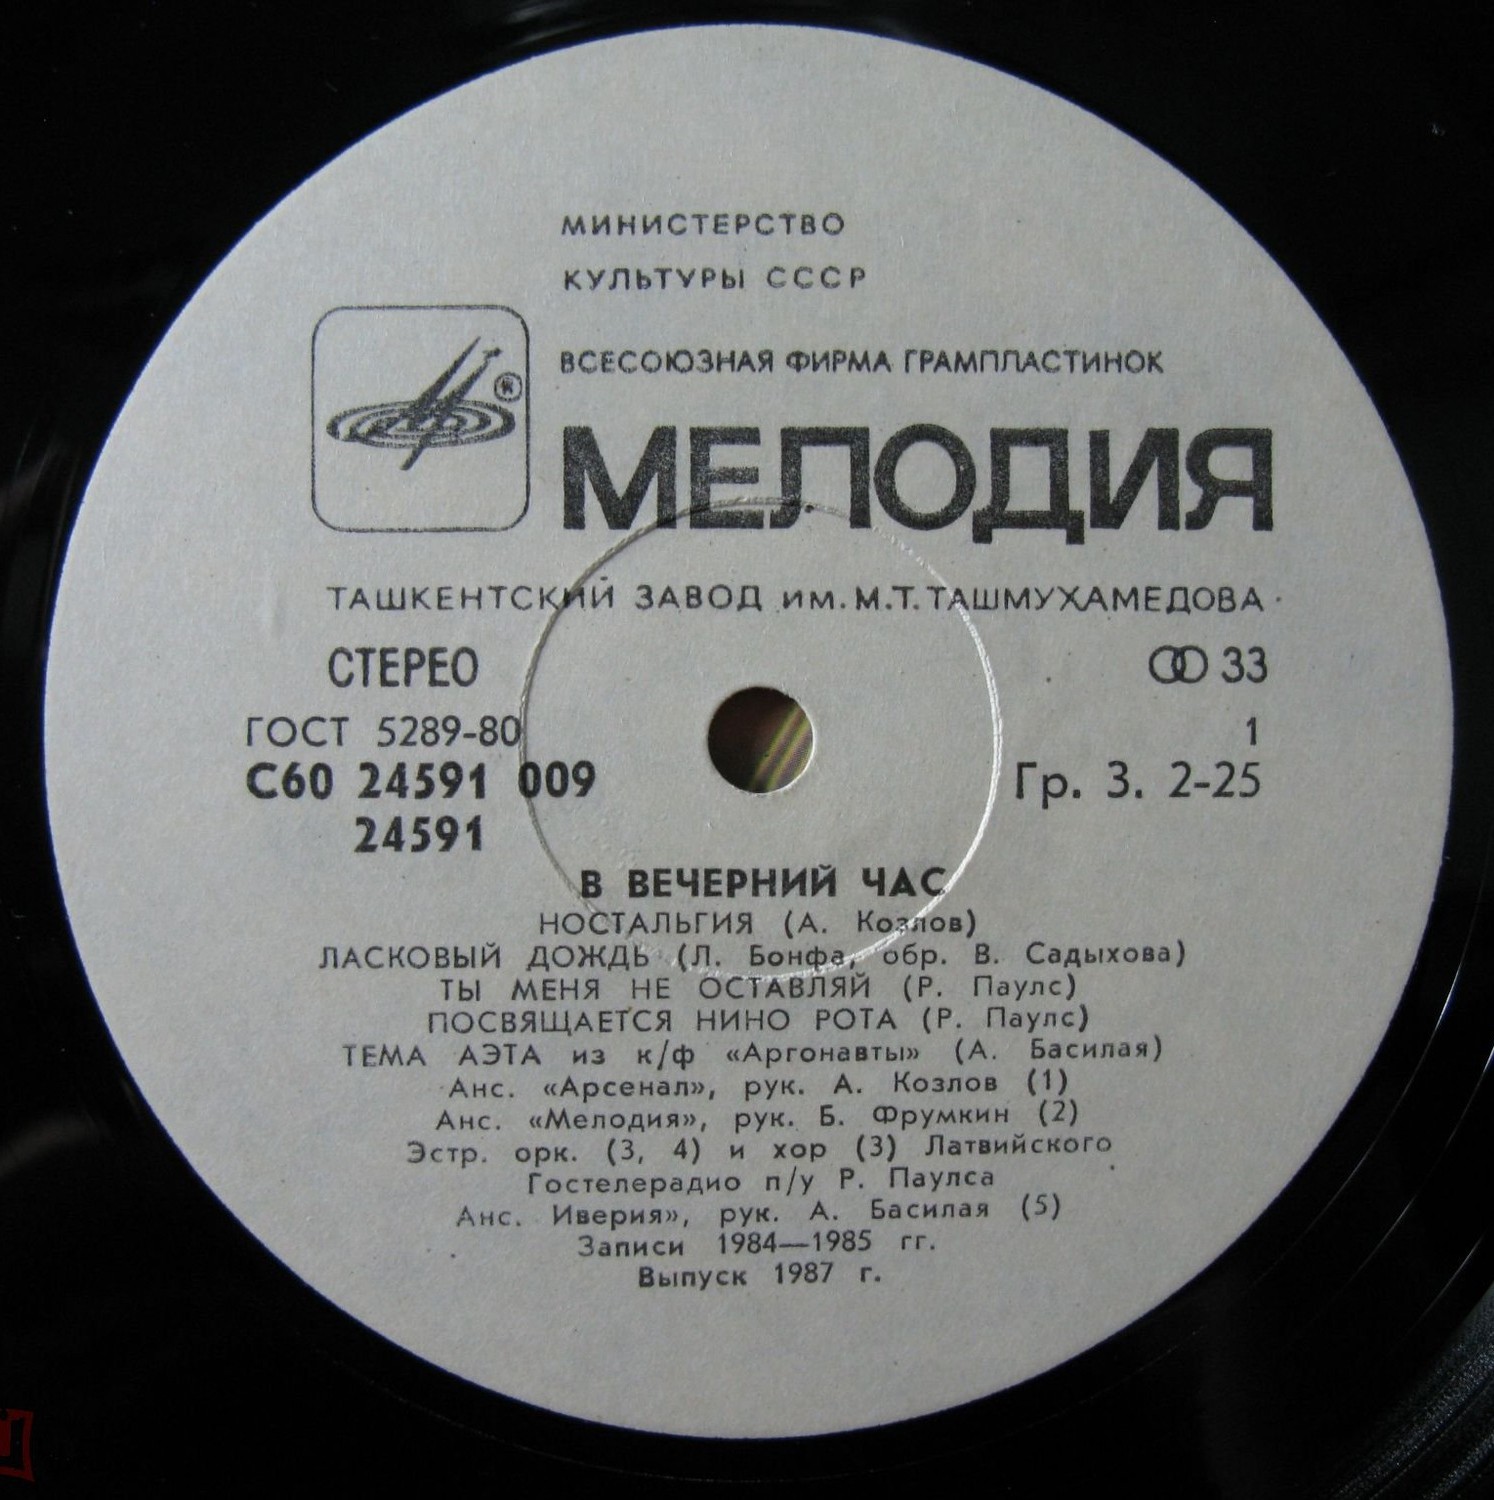 МИНИСТЕРСТВО
КУЛЬТУРЫ СССР
ВСЕСОЮЗНАЯ ФИРМА ГРАМПЛАСТИНОК
®
МЕЛОДИЯ
ТАШКЕНТСКИЙ ЗАВОД им. М.Т. ТАШМУХАМЕДОВА
СТЕРЕО 33
ГОСТ 5289-80 1
С60 24591 009 Гр. 3. 2-25
24591
В ВЕЧЕРНИЙ ЧАС
НОСТАЛЬГИЯ (А. Козлов)
ЛАСКОВЫЙ ДОЖДЬ (Л. Бонфа, обр. В. Садыхова)
ТЫ МЕНЯ НЕ ОСТАВЛЯЙ (Р. Паулс)
ПОСВЯЩАЕТСЯ НИНО РОТА (Р. Паулс)
ТЕМА АЭТА из к/ф «Аргонавты» (А. Басилая)
Анс. «Арсенал», рук. А. Козлов (1)
Анс. «Мелодия», рук. Б. Фрумкин (2)
Эстр. орк. (3, 4) и хор (3) Латвийского
Гостелерадио п/у Р. Паулса
Анс. Иверия», рук. А. Басилая (5)
Записи 1984—1985 гг.
Выпуск 1987 г.